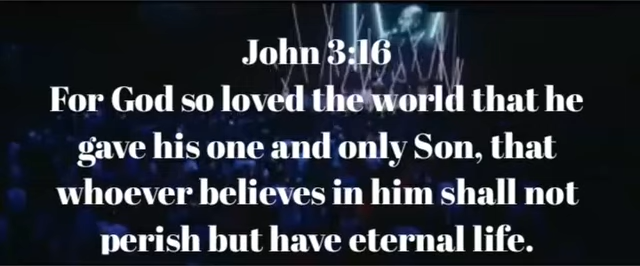 John 3:16
For God so loved the world that he
gave his one and only Son, that
whoever believes in him shall not
perish but have eternal life.